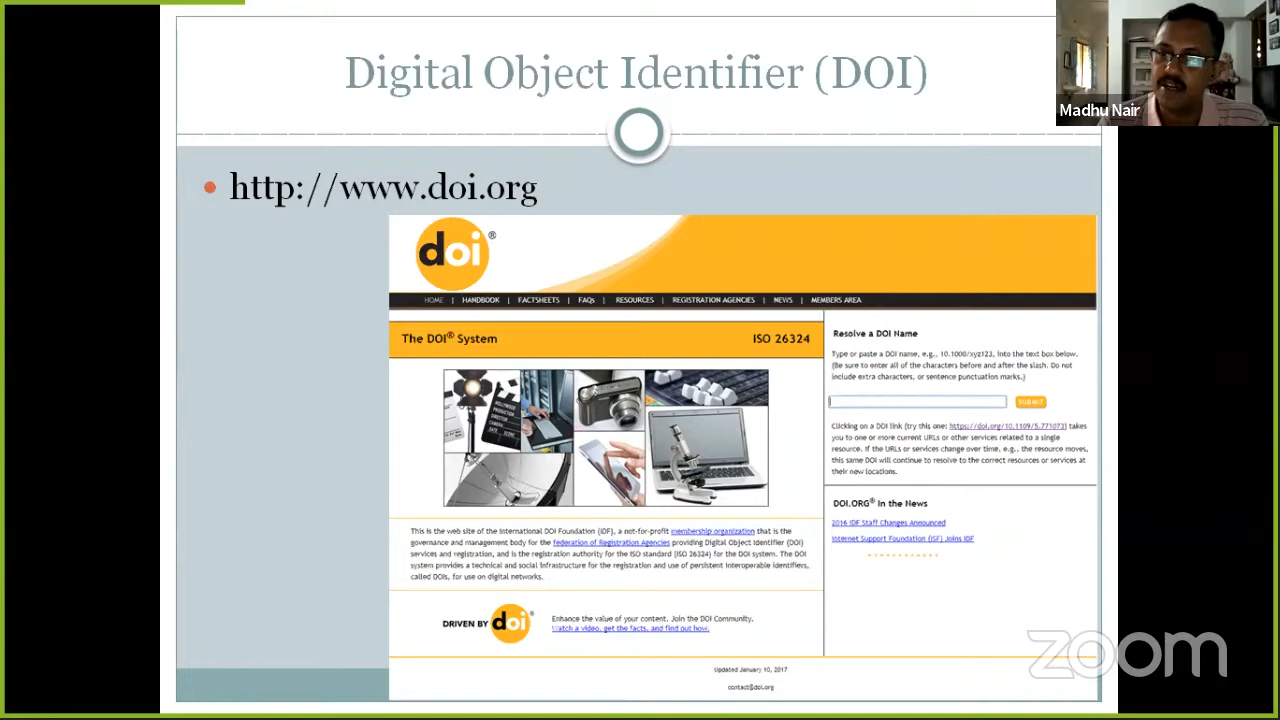 Digital Object Identifier (DOI)
Madhu Nair
http://www.doi.org
doi®
HOME | HANDBOOK | FACTSHEETS | FAQs | RESOURCES | REGISTRATION AGENCIES | NEWS | MEMBERS AREA
The DOI® System ISO 26324
This is the web site of the International DOI Foundation (IDF), a not-for-profit membership organization that is the
governance and management body for the federation of Registration Agencies providing Digital Object Identifier (DOI)
services and registration, and is the registration authority for the ISO standard (ISO 26324) for the DOI system. The DOI
system provides a technical and social infrastructure for the registration and use of persistent interoperable identifiers,
called DOIs, for use on digital networks.
DRIVEN BY doi®
Enhance the value of your content. Join the DOI Community.
Watch a video, get the facts, and find out how.
Resolve a DOI Name
Type or paste a DOI name, e.g., 10.1000/xyz123, into the text box below.
(Be sure to enter all of the characters before and after the slash. Do not
include extra characters, or sentence punctuation marks.)
SUBMIT
Clicking on a DOI link (try this one: https://doi.org/10.1109/5.771073) takes
you to one or more current URLs or other services related to a single
resource. If the URLs or services change over time, e.g., the resource moves,
this same DOI will continue to resolve to the correct resources or services at
their new locations.
DOI.ORG® in the News
2016 IDF Staff Changes Announced
Internet Support Foundation (ISF) Joins IDF
Updated January 10, 2017
contact@doi.org
zoom